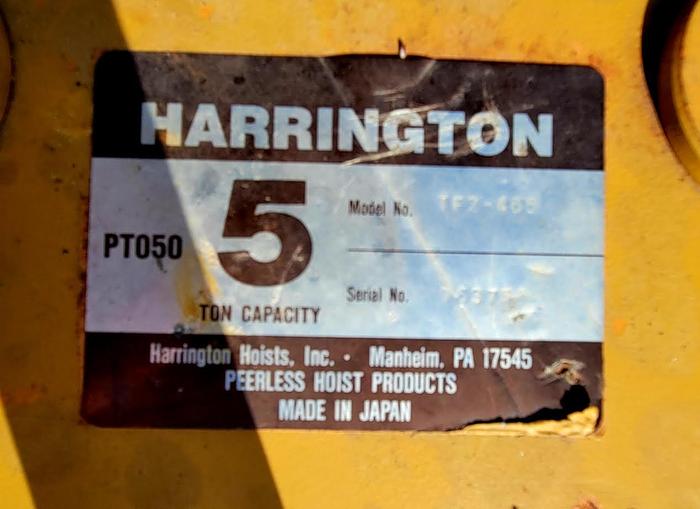 HARRINGTON
PT050
5
TON CAPACITY
Model No.
Serial No.
Harrington Hoists, Inc. · Manheim, PA 17545
PEERLESS HOIST PRODUCTS
MADE IN JAPAN